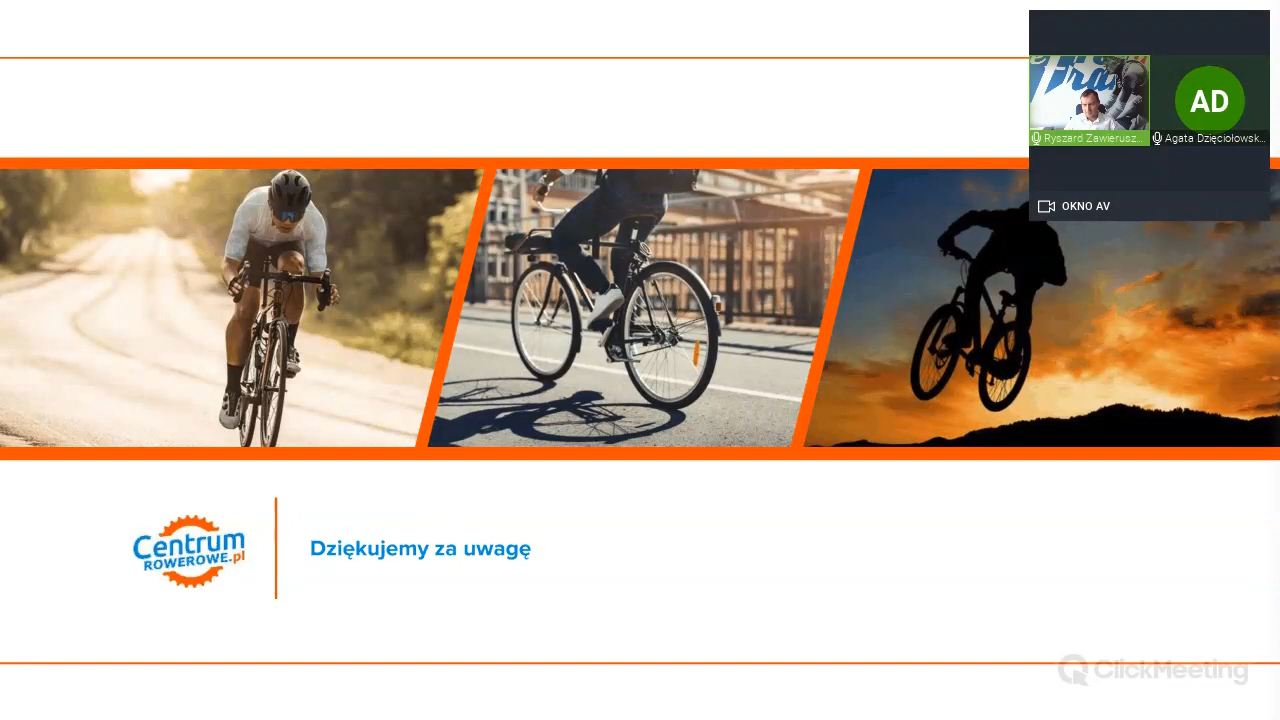 AD
Ryszard Zawierusz...
Agata Dzięciołowsk...
OKNO AV
Centrum
ROWEROWE.pl
Dziękujemy za uwagę
ClickMeeting